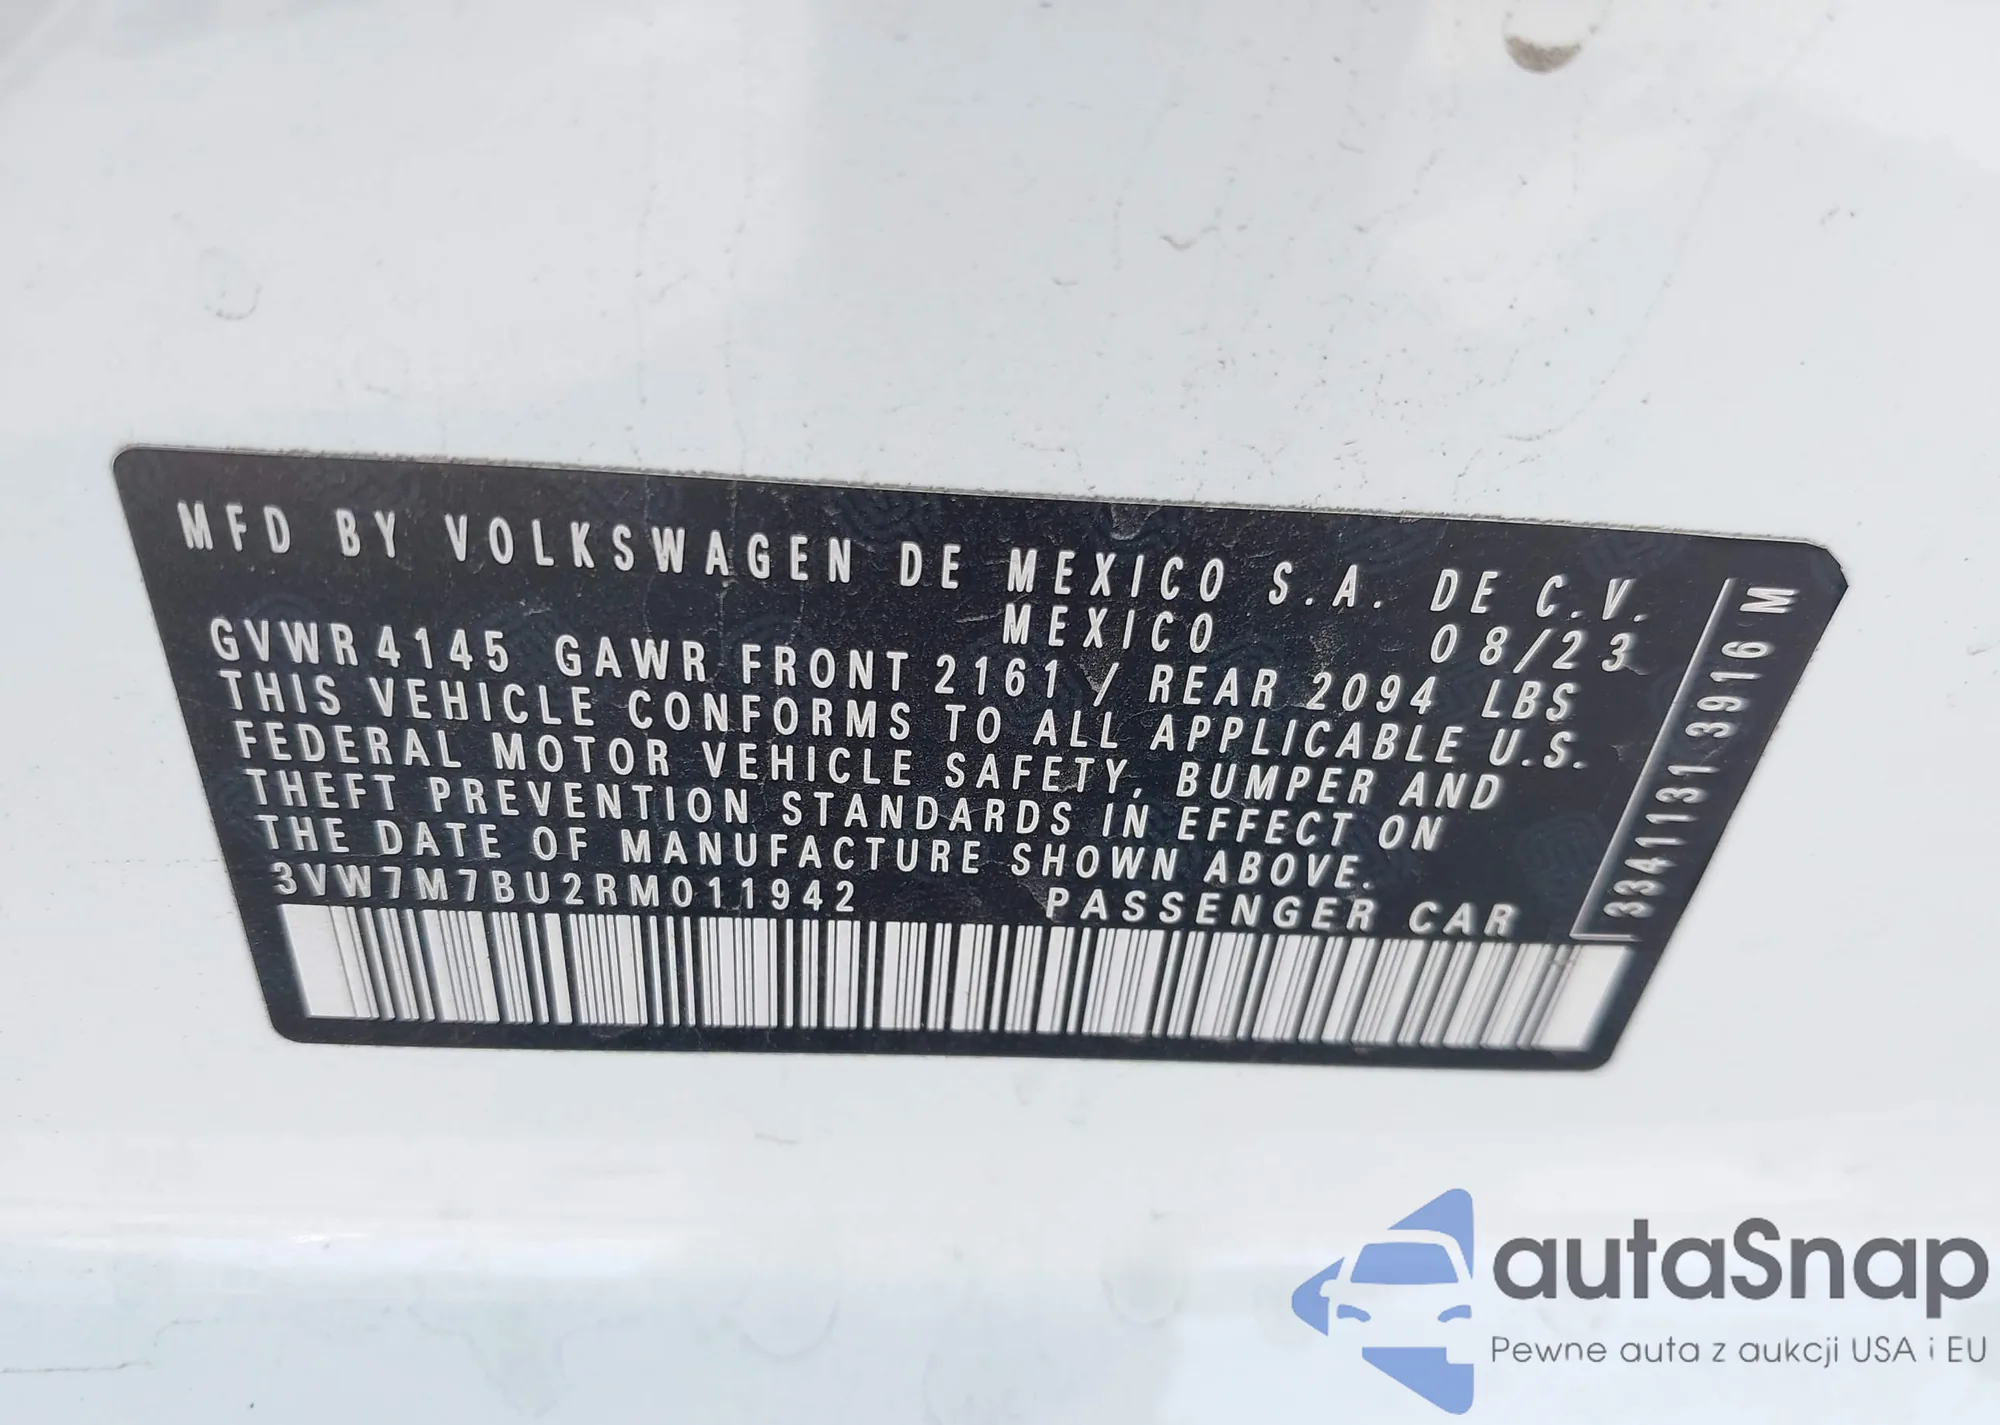 MFD BY VOLKSWAGEN DE MEXICO S.A. DE C.V.
MEXICO 08/23
GVWR 4145 GAWR FRONT 2161 / REAR 2094 LBS
THIS VEHICLE CONFORMS TO ALL APPLICABLE U.S.
FEDERAL MOTOR VEHICLE SAFETY, BUMPER AND
THEFT PREVENTION STANDARDS IN EFFECT ON
THE DATE OF MANUFACTURE SHOWN ABOVE.
3VW7M7BU2RM011942 PASSENGER CAR
3341131 3916 M
autaSnap
Pewne auta z aukcji USA i EU